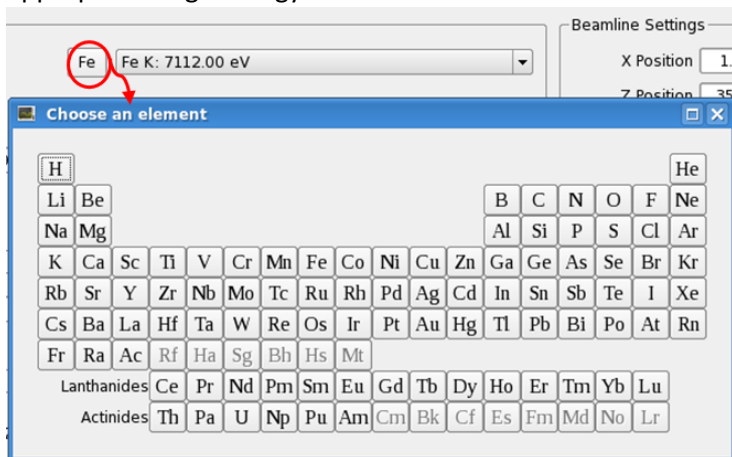 Beamline Settings
Fe Fe K: 7112.00 eV X Position 1.
Z Position 35
Choose an element
H He
Li Be B C N O F Ne
Na Mg Al Si P S Cl Ar
K Ca Sc Ti V Cr Mn Fe Co Ni Cu Zn Ga Ge As Se Br Kr
Rb Sr Y Zr Nb Mo Tc Ru Rh Pd Ag Cd In Sn Sb Te I Xe
Cs Ba La Hf Ta W Re Os Ir Pt Au Hg Tl Pb Bi Po At Rn
Fr Ra Ac Rf Ha Sg Bh Hs Mt
Lanthanides Ce Pr Nd Pm Sm Eu Gd Tb Dy Ho Er Tm Yb Lu
Actinides Th Pa U Np Pu Am Cm Bk Cf Es Fm Md No Lr